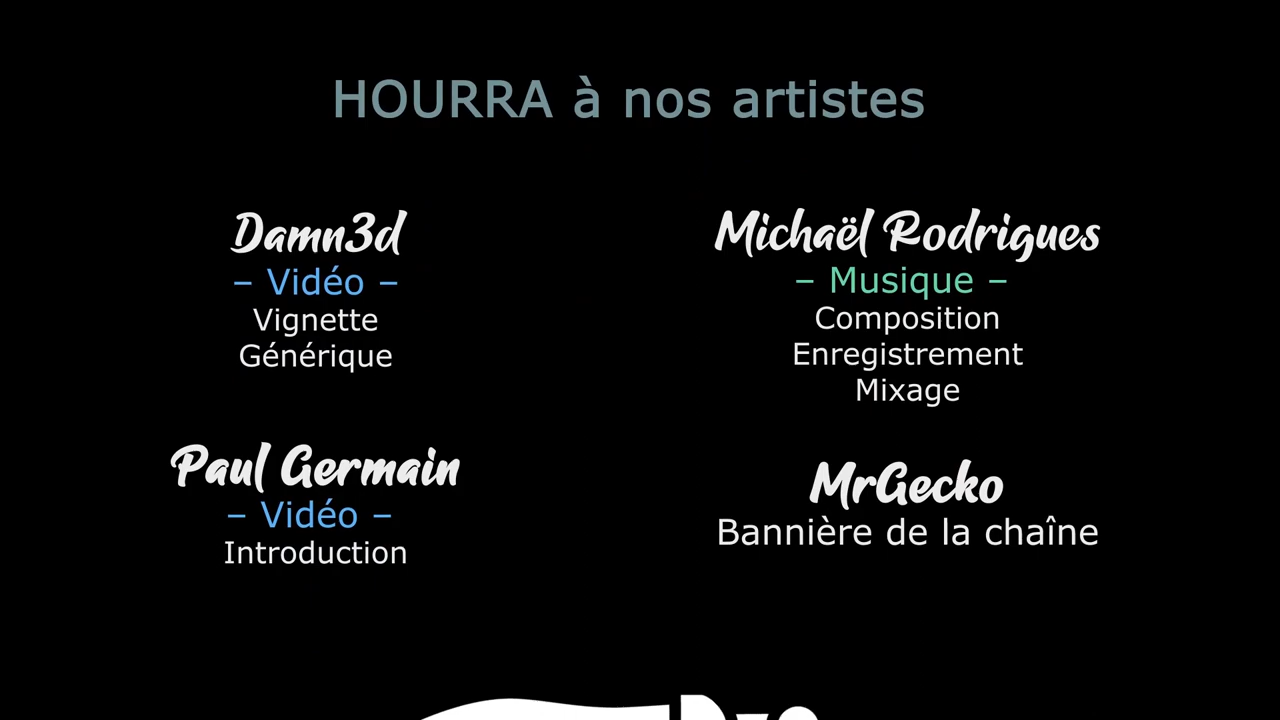 HOURRA à nos artistes
Damn3d
– Vidéo –
Vignette
Générique
Michaël Rodrigues
– Musique –
Composition
Enregistrement
Mixage
Paul Germain
– Vidéo –
Introduction
MrGecko
Bannière de la chaîne